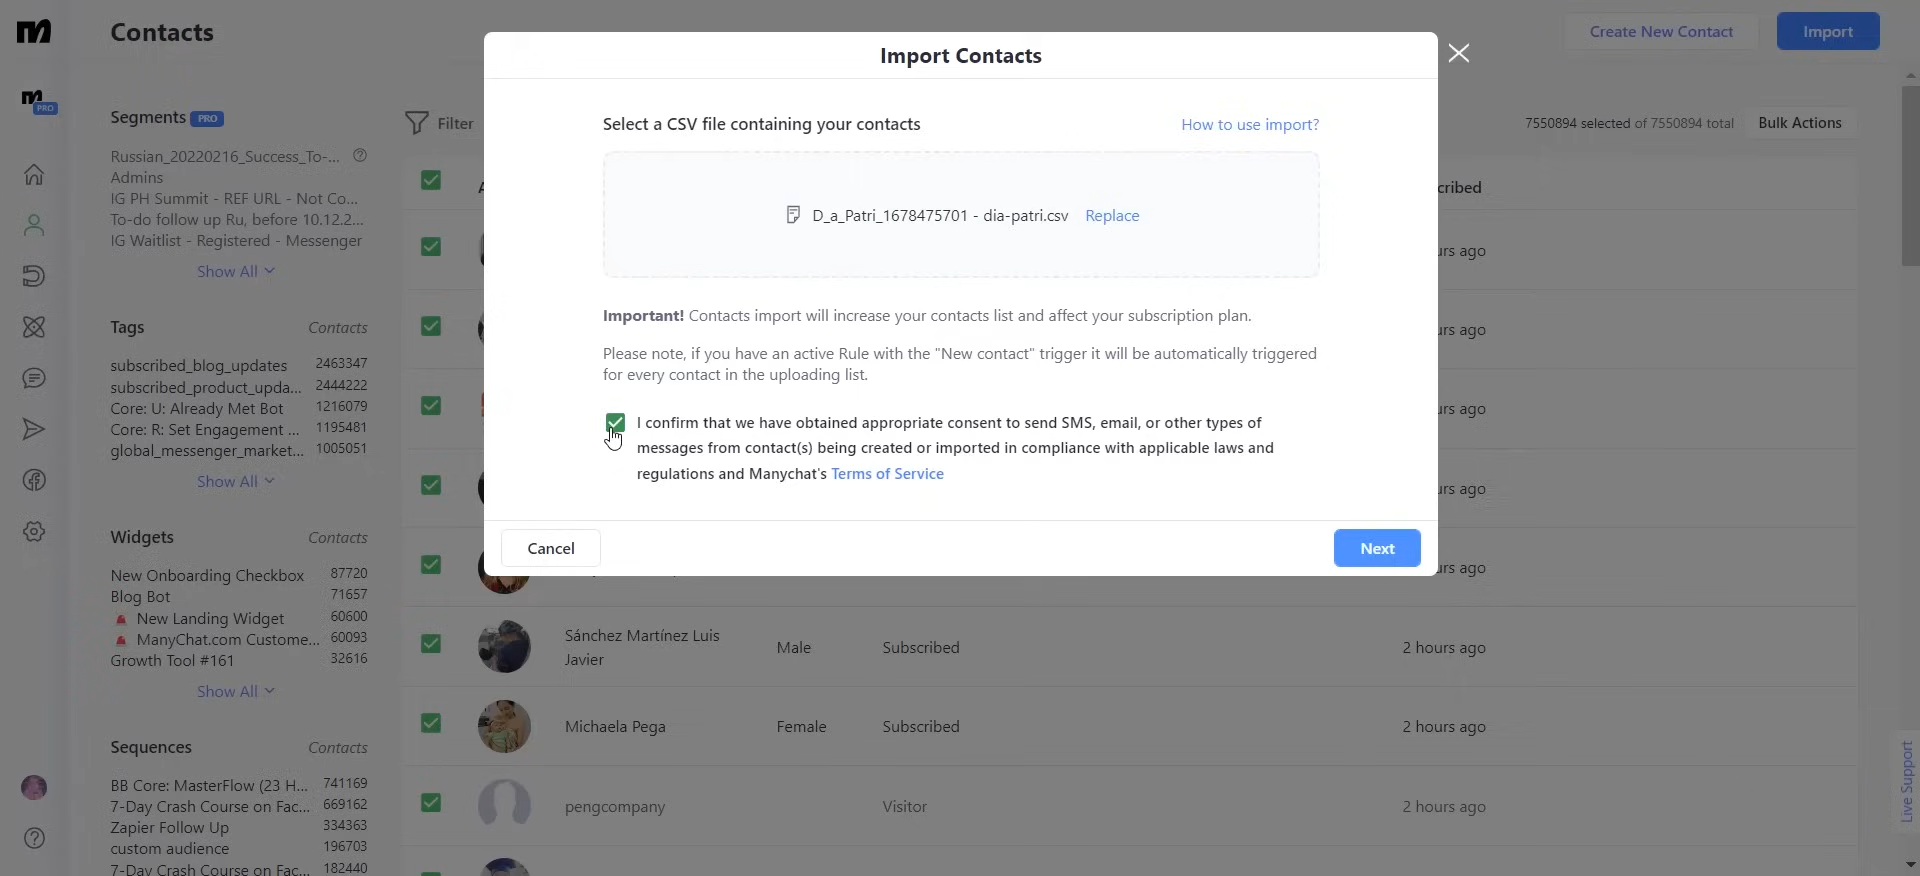 Contacts
Create New Contact
Import
PRO
Segments PRO
Russian_20220216_Success_To-...
Admins
IG PH Summit - REF URL - Not Co...
To-do follow up Ru, before 10.12.2...
IG Waitlist - Registered - Messenger
Show All
Tags Contacts
subscribed_blog_updates 2463347
subscribed_product_upda... 2444222
Core: U: Already Met Bot 1216079
Core: R: Set Engagement ... 1195481
global_messenger_market... 1005051
Show All
Widgets Contacts
New Onboarding Checkbox 87720
Blog Bot 71657
New Landing Widget 60600
ManyChat.com Custome... 60093
Growth Tool #161 32616
Show All
Sequences Contacts
BB Core: MasterFlow (23 H... 741169
7-Day Crash Course on Fac... 669162
Zapier Follow Up 334363
custom audience 196703
7-Day Crash Course on Fac... 182440
Filter
7550894 selected of 7550894 total
Bulk Actions
cribed
urs ago
urs ago
urs ago
urs ago
urs ago
Import Contacts
Select a CSV file containing your contacts
How to use import?
D_a_Patri_1678475701 - dia-patri.csv Replace
Important! Contacts import will increase your contacts list and affect your subscription plan.
Please note, if you have an active Rule with the "New contact" trigger it will be automatically triggered
for every contact in the uploading list.
I confirm that we have obtained appropriate consent to send SMS, email, or other types of
messages from contact(s) being created or imported in compliance with applicable laws and
regulations and Manychat's Terms of Service
Cancel
Next
Sánchez Martínez Luis
Javier
Male
Subscribed
2 hours ago
Michaela Pega
Female
Subscribed
2 hours ago
pengcompany
Visitor
2 hours ago
Live Support